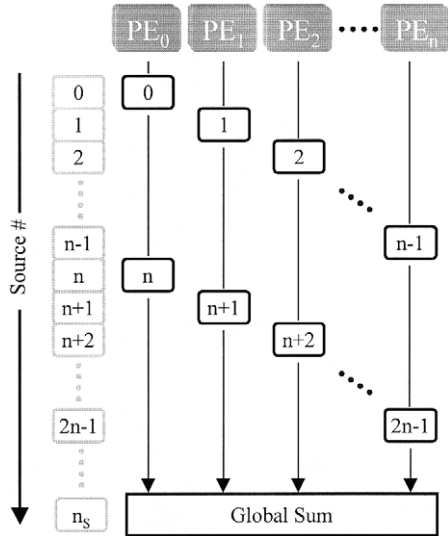 PE₀ PE₁ PE₂ •••• PEₙ
0 0
1 1
2 2
n-1 n-1
n n
n+1 n+1
n+2 n+2
2n-1 2n-1
nₛ Global Sum
Source #